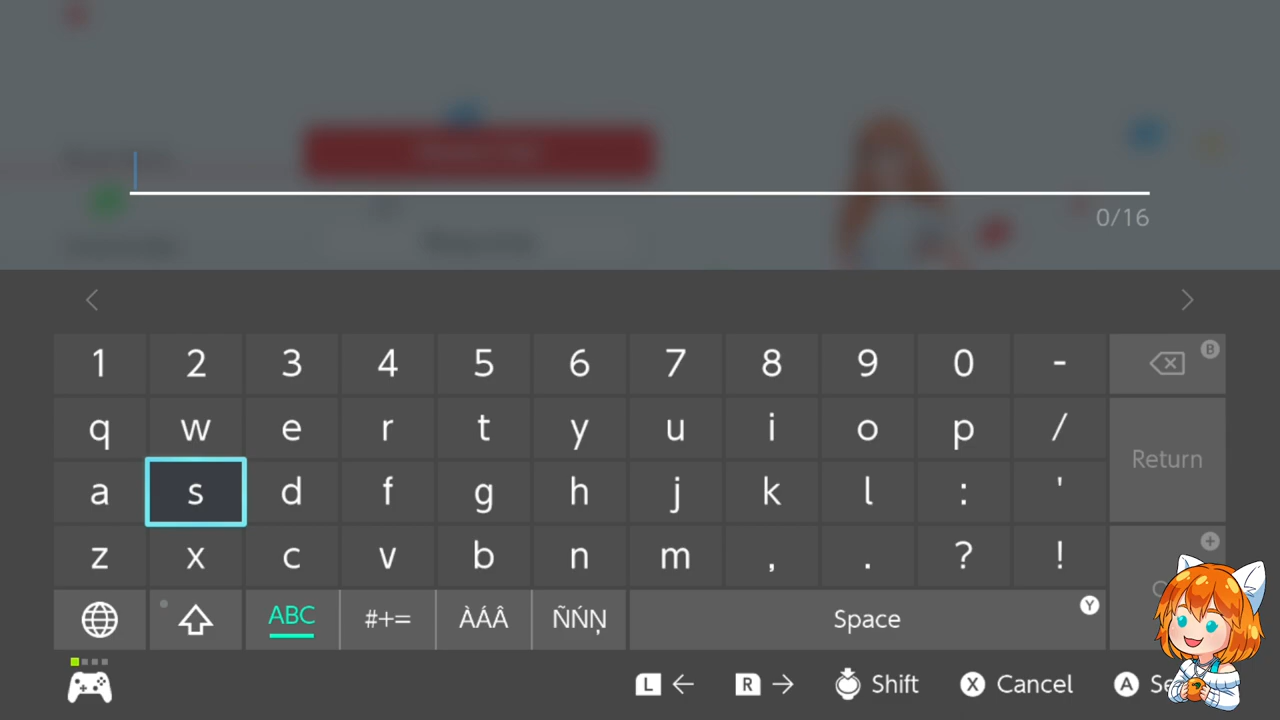 0/16
1 2 3 4 5 6 7 8 9 0 - B
q w e r t y u i o p /
Return
a s d f g h j k l : '
z x c v b n m , . ? !
ABC #+= ÀÁÂ ÑŃŅ Space Y
L ← R → Shift X Cancel A